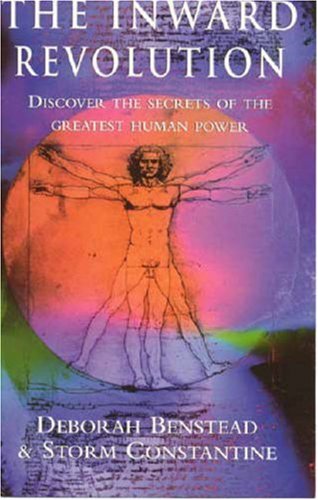 THE INWARD
REVOLUTION
DISCOVER THE SECRETS OF THE
GREATEST HUMAN POWER
DEBORAH BENSTEAD
& STORM CONSTANTINE